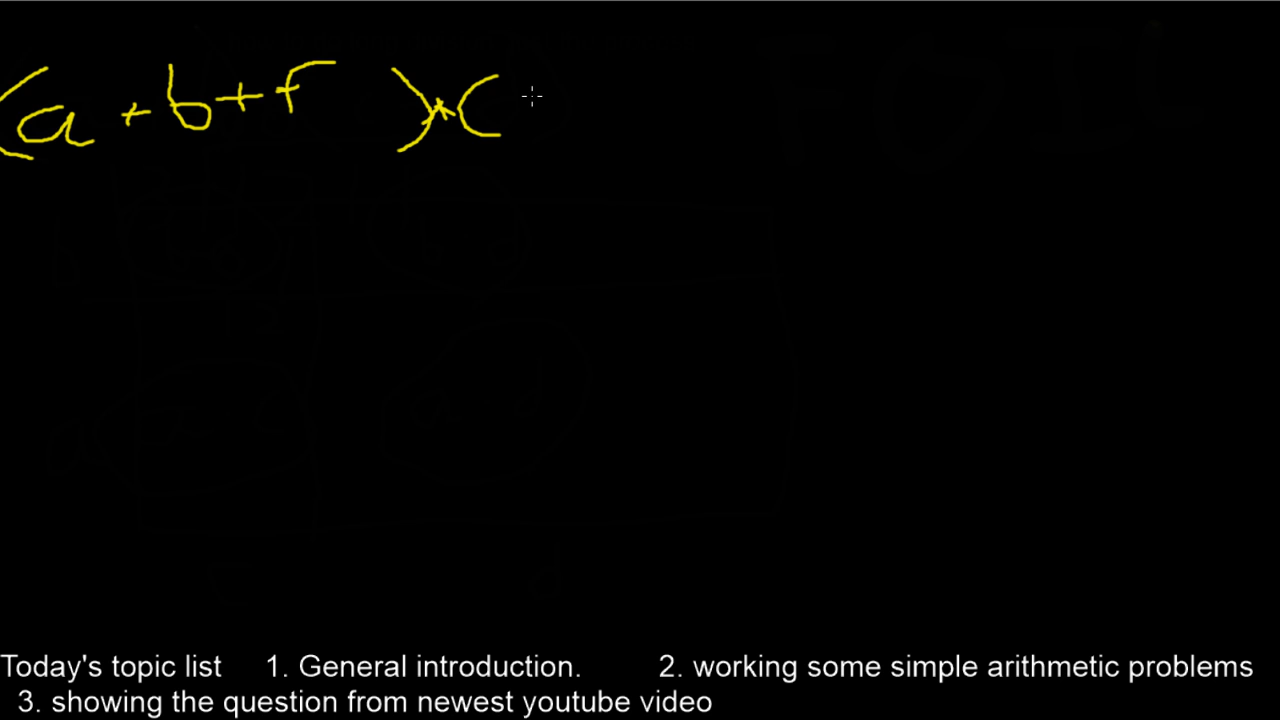 (a + b + f ) * (
Today's topic list 1. General introduction. 2. working some simple arithmetic problems
3. showing the question from newest youtube video